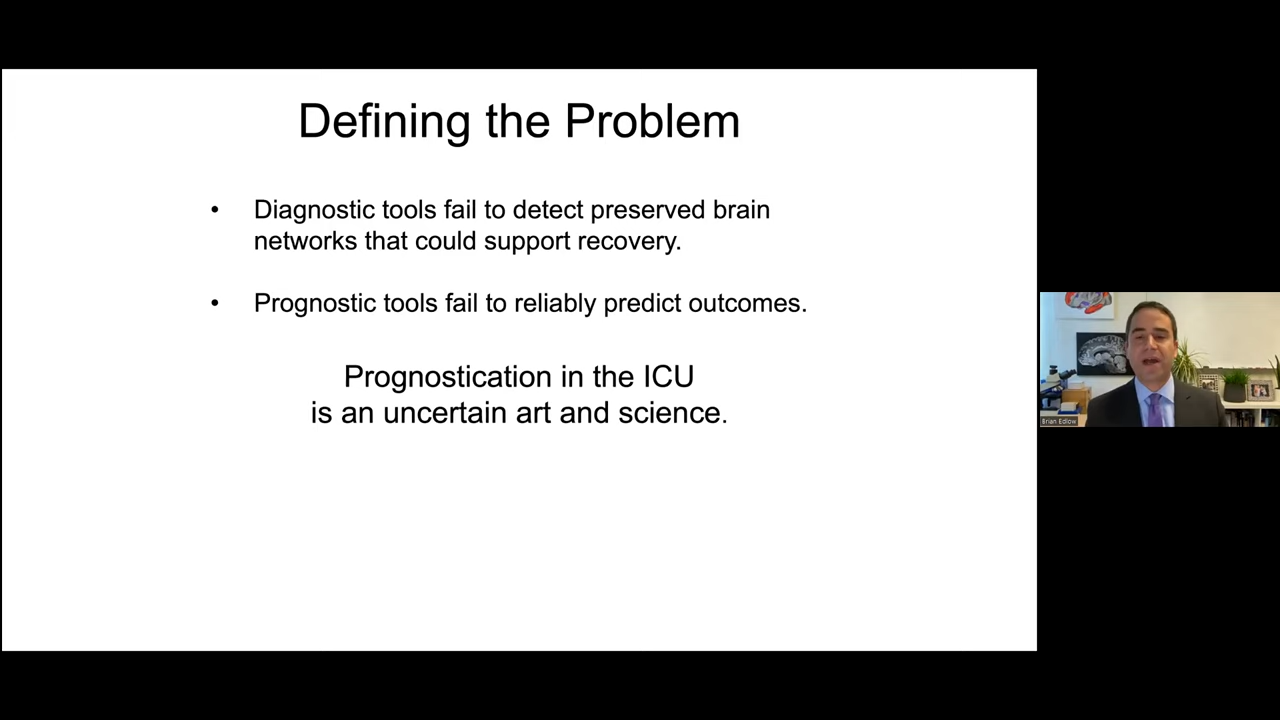 Defining the Problem
• Diagnostic tools fail to detect preserved brain
networks that could support recovery.
• Prognostic tools fail to reliably predict outcomes.
Prognostication in the ICU
is an uncertain art and science.
Brian Edlow